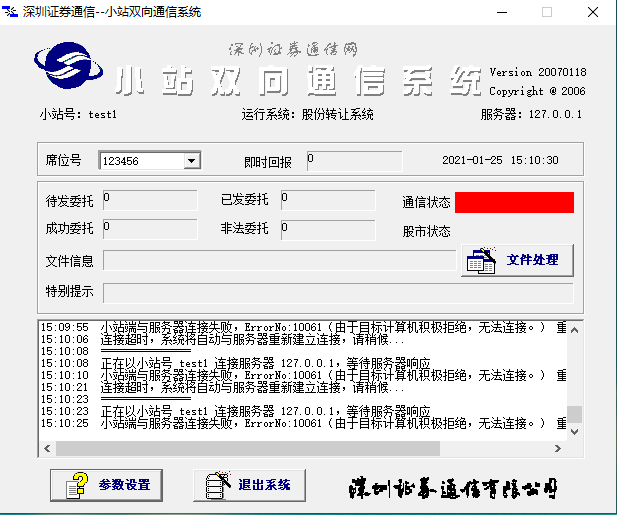 深圳证券通信--小站双向通信系统
深圳证券通信网
小站双向通信系统
Version 20070118
Copyright @ 2006
小站号: test1 运行系统: 股份转让系统 服务器: 127.0.0.1
席位号 123456 即时回报 0 2021-01-25 15:10:30
待发委托 0 已发委托 0 通信状态
成功委托 0 非法委托 0 股市状态
文件信息 文件处理
特别提示
15:09:55 小站端与服务器连接失败，ErrorNo:10061（由于目标计算机积极拒绝，无法连接。） 重
15:10:06 连接超时，系统将自动与服务器重新建立连接，请稍候...
15:10:08 ===============
15:10:08 正在以小站号 test1 连接服务器 127.0.0.1，等待服务器响应
15:10:10 小站端与服务器连接失败，ErrorNo:10061（由于目标计算机积极拒绝，无法连接。） 重
15:10:21 连接超时，系统将自动与服务器重新建立连接，请稍候...
15:10:23 ===============
15:10:23 正在以小站号 test1 连接服务器 127.0.0.1，等待服务器响应
15:10:25 小站端与服务器连接失败，ErrorNo:10061（由于目标计算机积极拒绝，无法连接。） 重
参数设置 退出系统 深圳证券通信有限公司